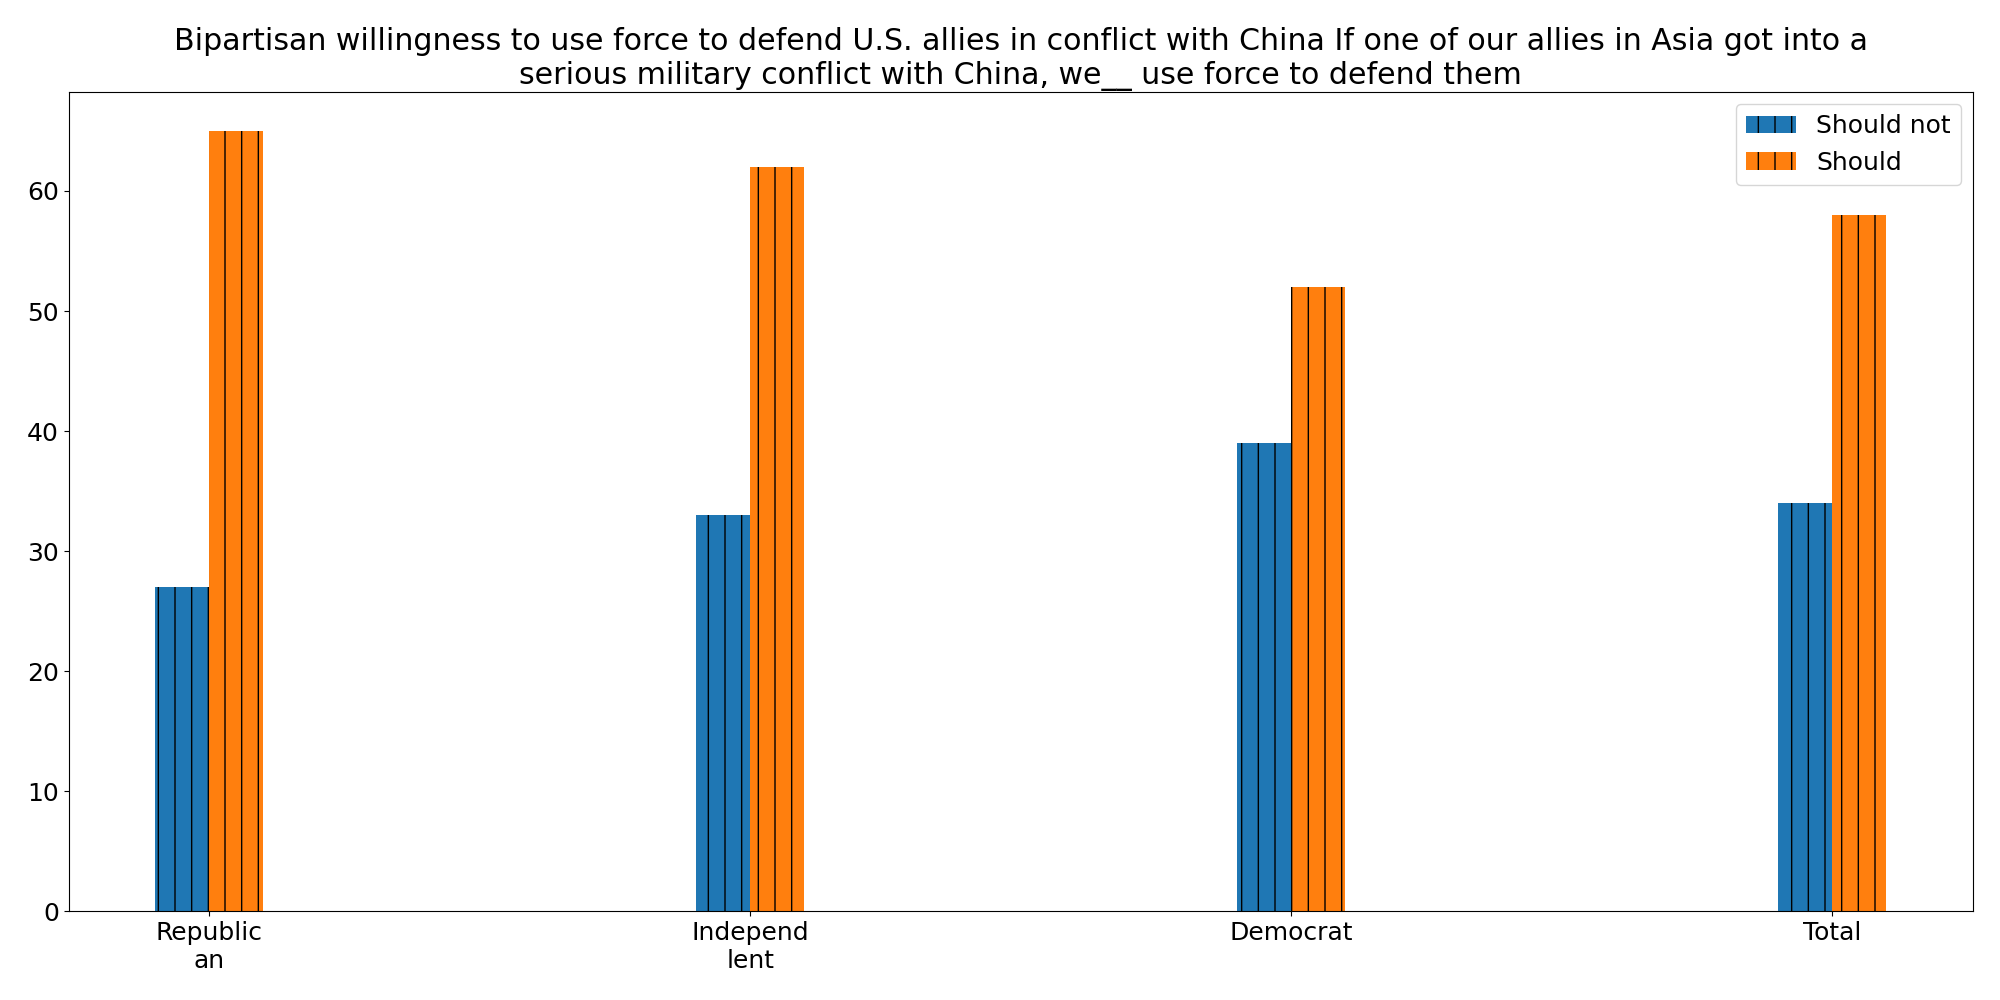 Bipartisan willingness to use force to defend U.S. allies in conflict with China If one of our allies in Asia got into a
serious military conflict with China, we__ use force to defend them
Should not
Should
60
50
40
30
20
10
0
Republic
an
Independ
lent
Democrat
Total